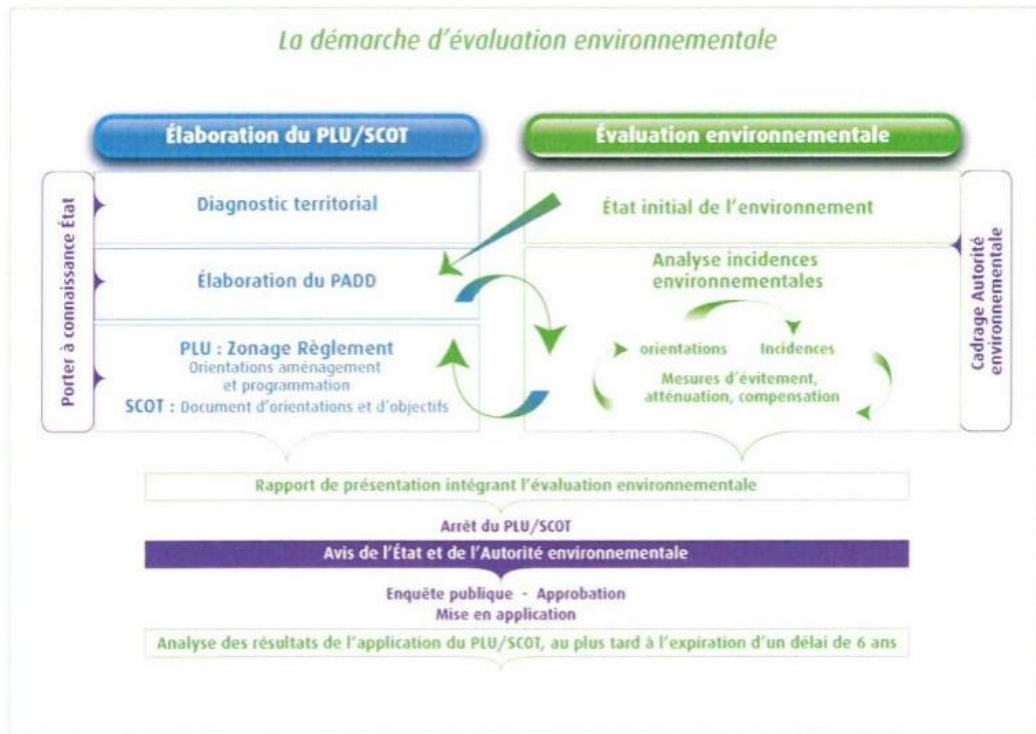 La démarche d'évaluation environnementale
Élaboration du PLU/SCOT
Évaluation environnementale
Porter à connaissance État
Diagnostic territorial
Élaboration du PADD
PLU : Zonage Règlement
Orientations aménagement
et programmation
SCOT : Document d'orientations et d'objectifs
État initial de l'environnement
Analyse incidences
environnementales
orientations
Incidences
Mesures d'évitement,
atténuation, compensation
Cadrage Autorité
environnementale
Rapport de présentation intégrant l'évaluation environnementale
Arrêt du PLU/SCOT
Avis de l'État et de l'Autorité environnementale
Enquête publique - Approbation
Mise en application
Analyse des résultats de l'application du PLU/SCOT, au plus tard à l'expiration d'un délai de 6 ans